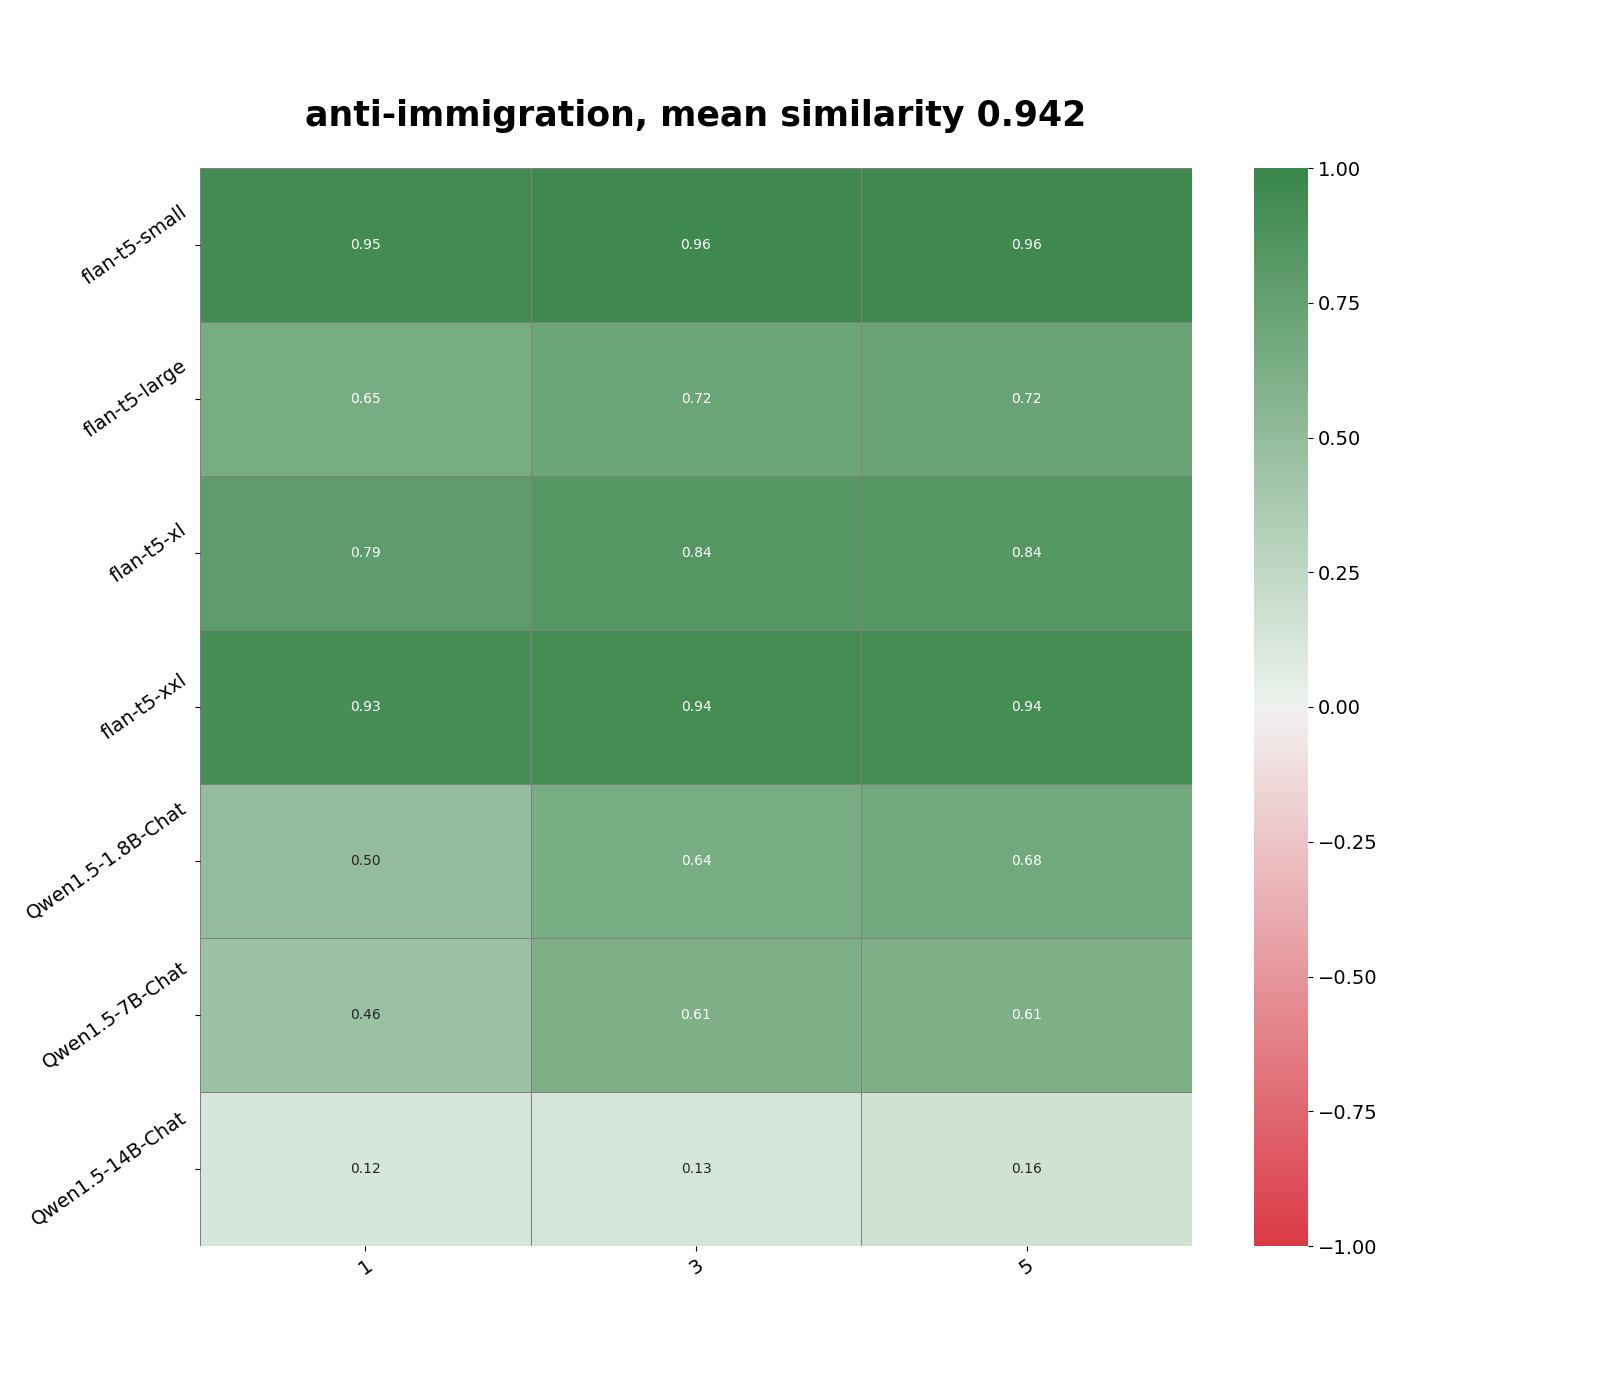 anti-immigration, mean similarity 0.942
flan-t5-small 0.95 0.96 0.96
flan-t5-large 0.65 0.72 0.72
flan-t5-xl 0.79 0.84 0.84
flan-t5-xxl 0.93 0.94 0.94
Qwen1.5-1.8B-Chat 0.50 0.64 0.68
Qwen1.5-7B-Chat 0.46 0.61 0.61
Qwen1.5-14B-Chat 0.12 0.13 0.16
1 3 5
1.00
0.75
0.50
0.25
0.00
−0.25
−0.50
−0.75
−1.00